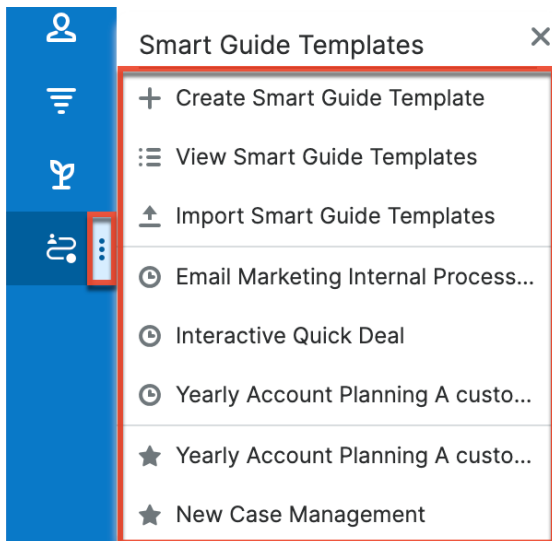 Smart Guide Templates
Create Smart Guide Template
View Smart Guide Templates
Import Smart Guide Templates
Email Marketing Internal Process...
Interactive Quick Deal
Yearly Account Planning A custo...
Yearly Account Planning A custo...
New Case Management